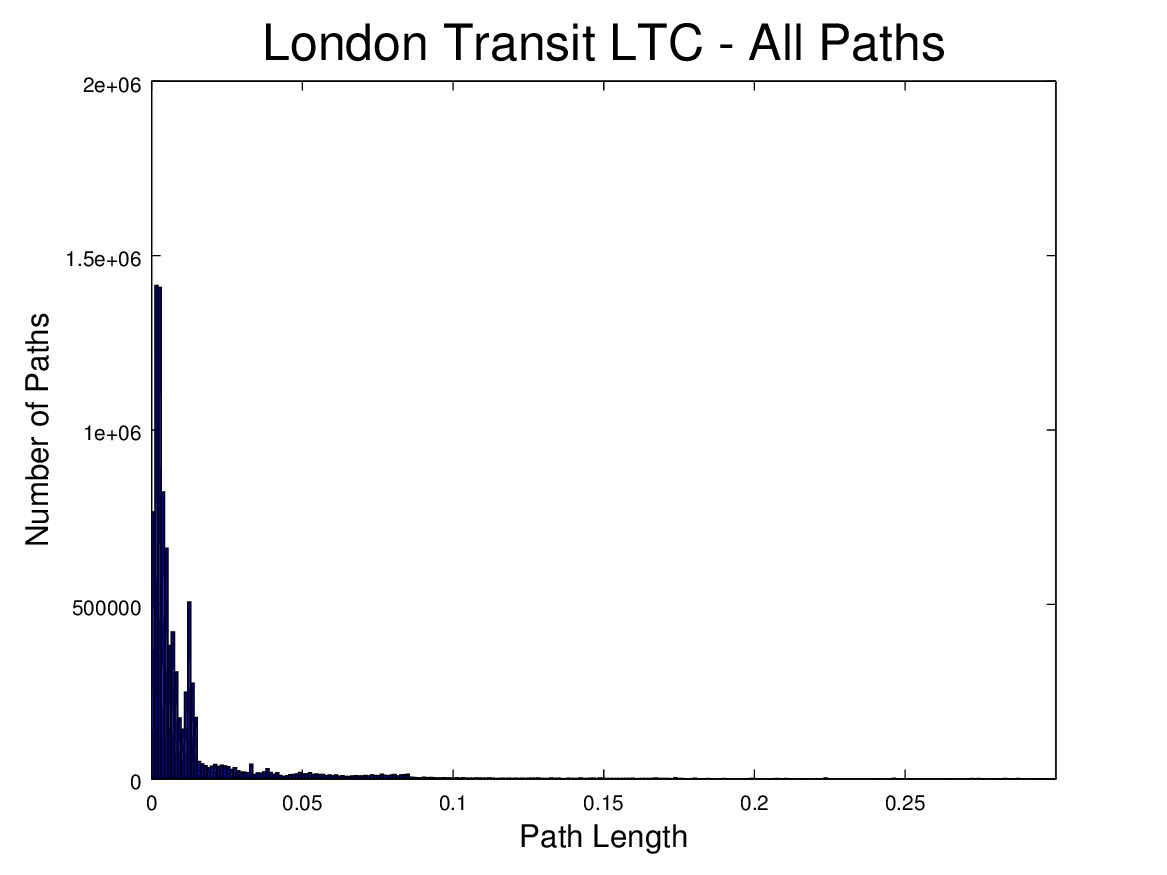 London Transit LTC - All Paths
2e+06
1.5e+06
1e+06
500000
0
Number of Paths
0 0.05 0.1 0.15 0.2 0.25
Path Length